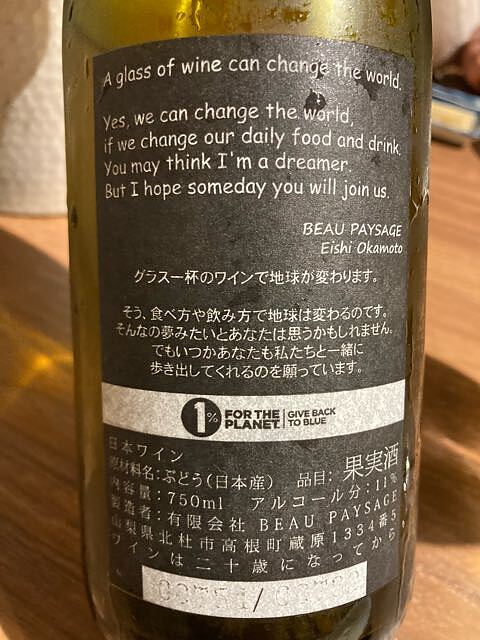 A glass of wine can change the world.
Yes, we can change the world,
if we change our daily food and drink.
You may think I'm a dreamer.
But I hope someday you will join us.
BEAU PAYSAGE
Eishi Okamoto
グラス一杯のワインで地球が変わります。
そう、食べ方や飲み方で地球は変わるのです。
そんなの夢みたいとあなたは思うかもしれません。
でもいつかあなたも私たちと一緒に
歩き出してくれるのを願っています。
1% FOR THE PLANET. GIVE BACK TO BLUE
日本ワイン
原材料名:ぶどう(日本産) 品目: 果実酒
内容量:750ml アルコール分:11%
製造者:有限会社 BEAU PAYSAGE
山梨県北杜市高根町蔵原1334番5
ワインは二十歳になってから